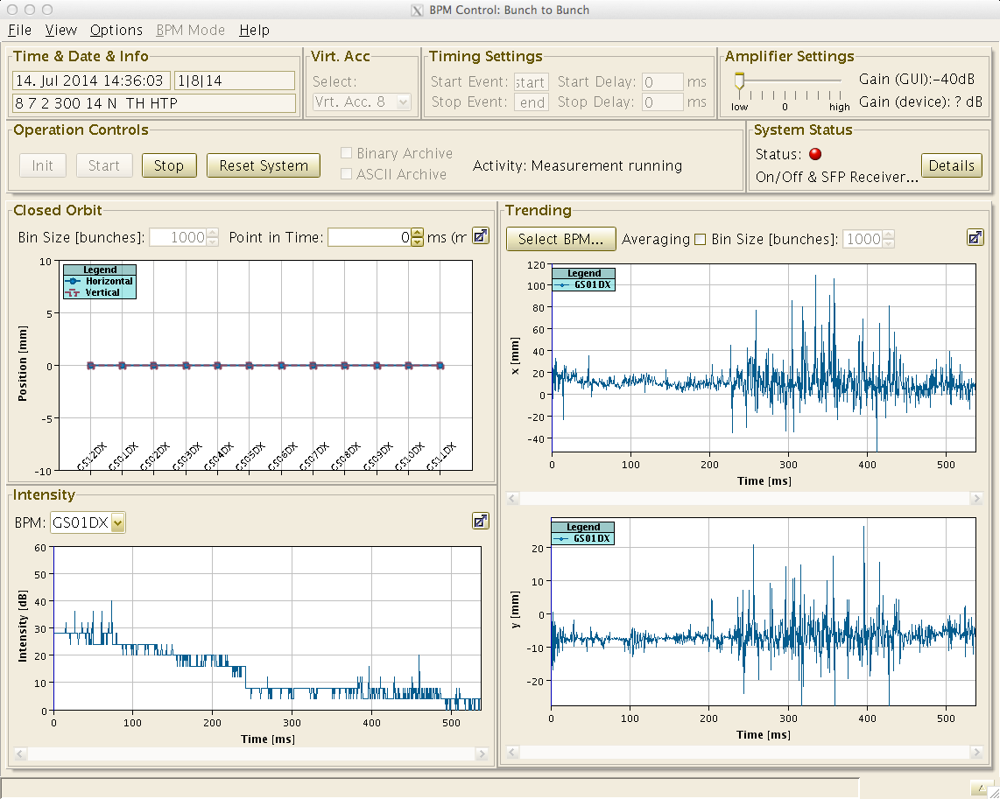 BPM Control: Bunch to Bunch
File View Options BPM Mode Help
Time & Date & Info
14. Jul 2014 14:36:03 1|8|14
8 7 2 300 14 N TH HTP
Virt. Acc
Select:
Virt. Acc. 8
Timing Settings
Start Event: start Start Delay: 0 ms
Stop Event: end Stop Delay: 0 ms
Amplifier Settings
Gain (GUI):-40dB
Gain (device): ? dB
low 0 high
Operation Controls
Init Start Stop Reset System
Binary Archive
ASCII Archive
Activity: Measurement running
System Status
Status:
On/Off & SFP Receiver...
Details
Closed Orbit
Bin Size [bunches]: 1000 Point in Time: 0 ms (m
Legend
Horizontal
Vertical
Position [mm]
10
5
0
-5
-10
GS12DX GS01DX GS02DX GS03DX GS04DX GS05DX GS06DX GS07DX GS08DX GS09DX GS10DX GS11DX
Intensity
BPM: GS01DX
Intensity [dB]
60
50
40
30
20
10
0
0 100 200 300 400 500
Time [ms]
Trending
Select BPM... Averaging Bin Size [bunches]: 1000
Legend
GS01DX
x [mm]
120
100
80
60
40
20
0
-20
-40
0 100 200 300 400 500
Time [ms]
Legend
GS01DX
y [mm]
20
10
0
-10
-20
0 100 200 300 400 500
Time [ms]